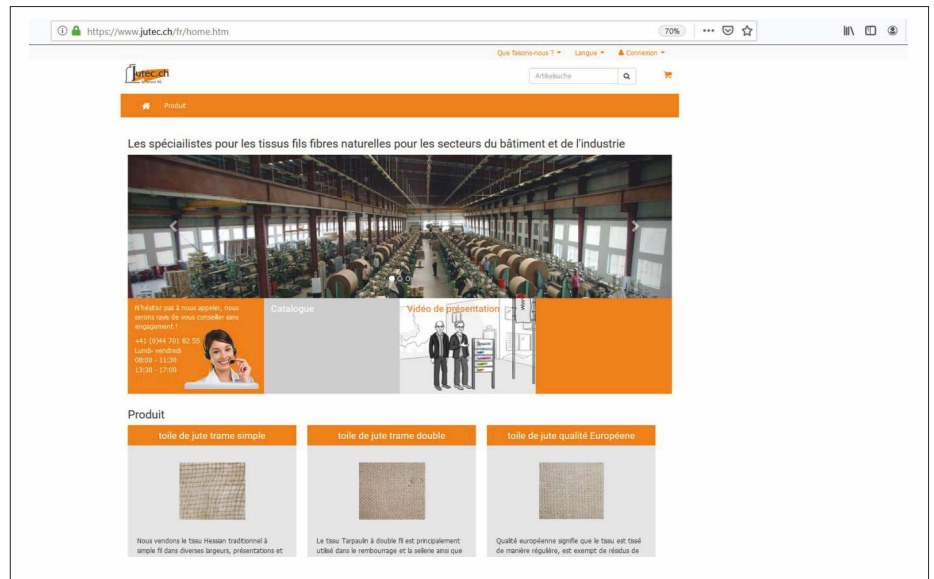 https://www.jutec.ch/fr/home.htm
70%
Que faisons-nous ?
Langue
Connexion
Jutec.ch
Artikelsuche
Produit
Les spéciailistes pour les tissus fils fibres naturelles pour les secteurs du bâtiment et de l'industrie
N'hésitez pas à nous appeler, nous
serons ravis de vous conseiller sans
engagement !
+41 (0)44 701 82 55
Lundi- vendredi
08:00 - 11:30
13:30 - 17:00
Catalogue
Vidéo de présentation
Produit
toile de jute trame simple
toile de jute trame double
toile de jute qualité Européene
Nous vendons le tissu Hessian traditionnel à
simple fil dans diverses largeurs, présentations et
Le tissu Tarpaulin à double fil est principalement
utilisé dans le rembourrage et la sellerie ainsi que
Qualité européenne signifie que le tissu est tissé
de manière régulière, est exempt de résidus de